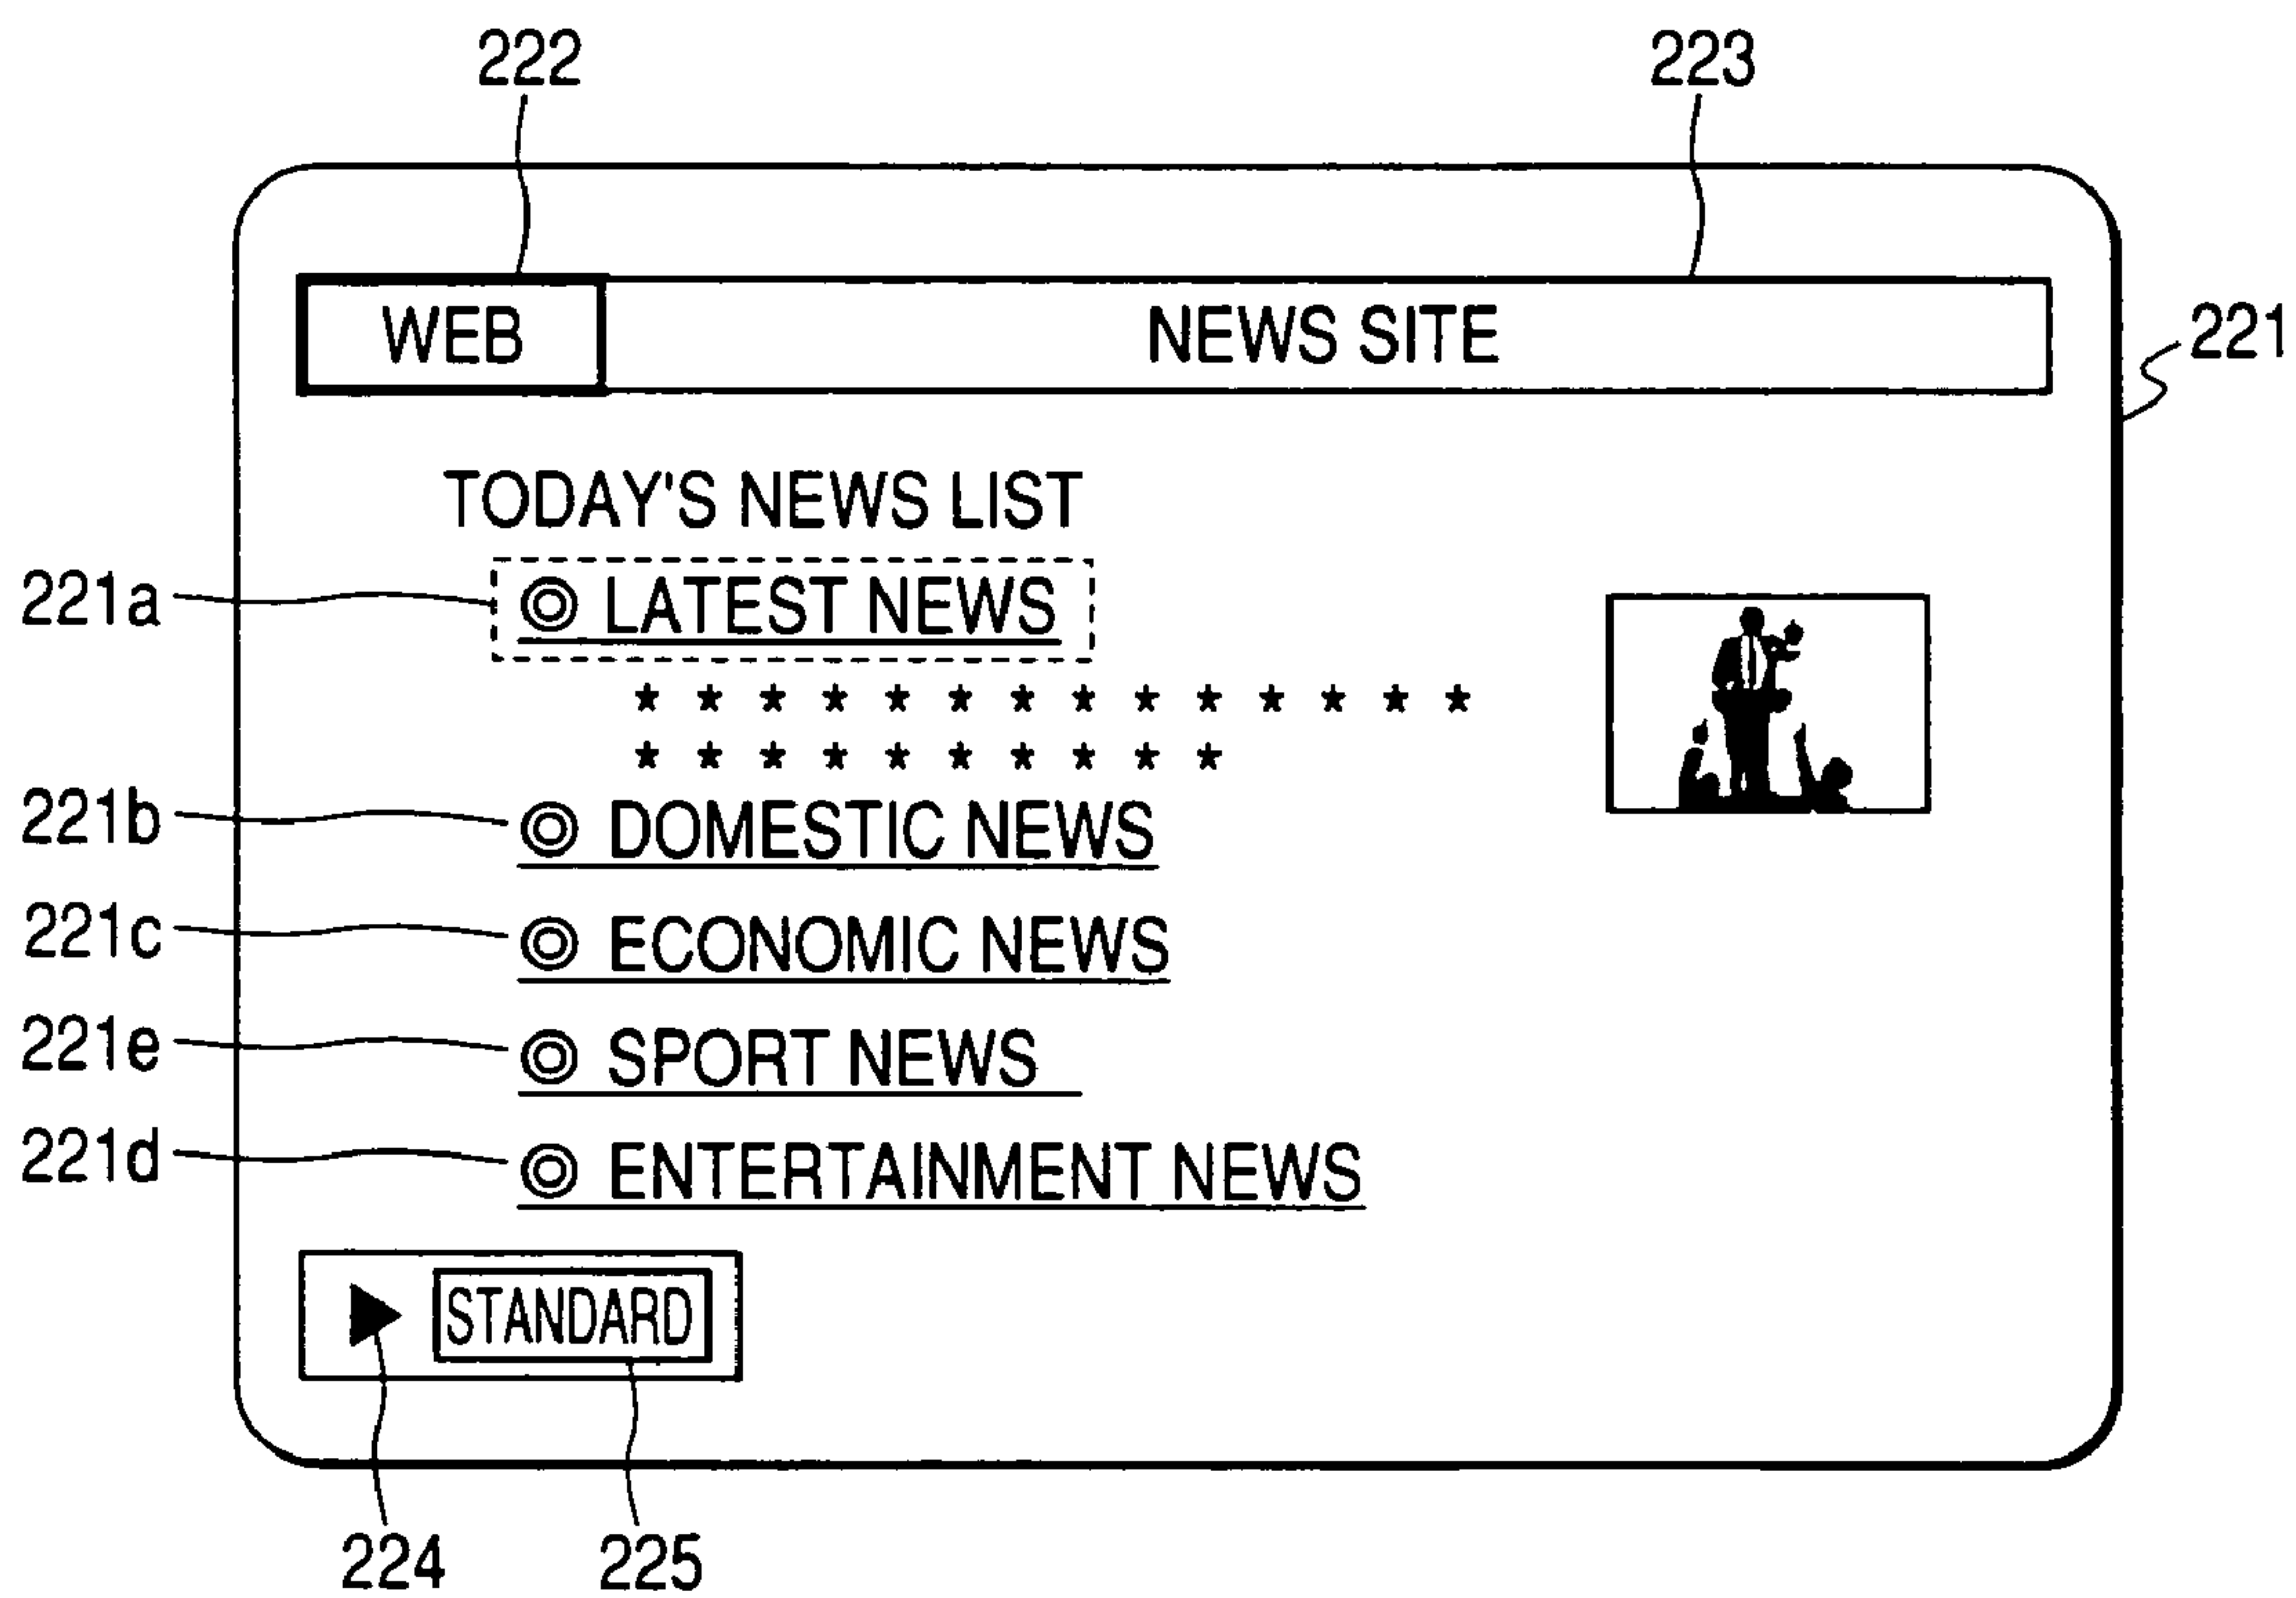 222 223
WEB NEWS SITE
221
TODAY'S NEWS LIST
221a ◎ LATEST NEWS
* * * * * * * * * * * * * *
* * * * * * * * * *
221b ◎ DOMESTIC NEWS
221c ◎ ECONOMIC NEWS
221e ◎ SPORT NEWS
221d ◎ ENTERTAINMENT NEWS
▶ STANDARD
224 225